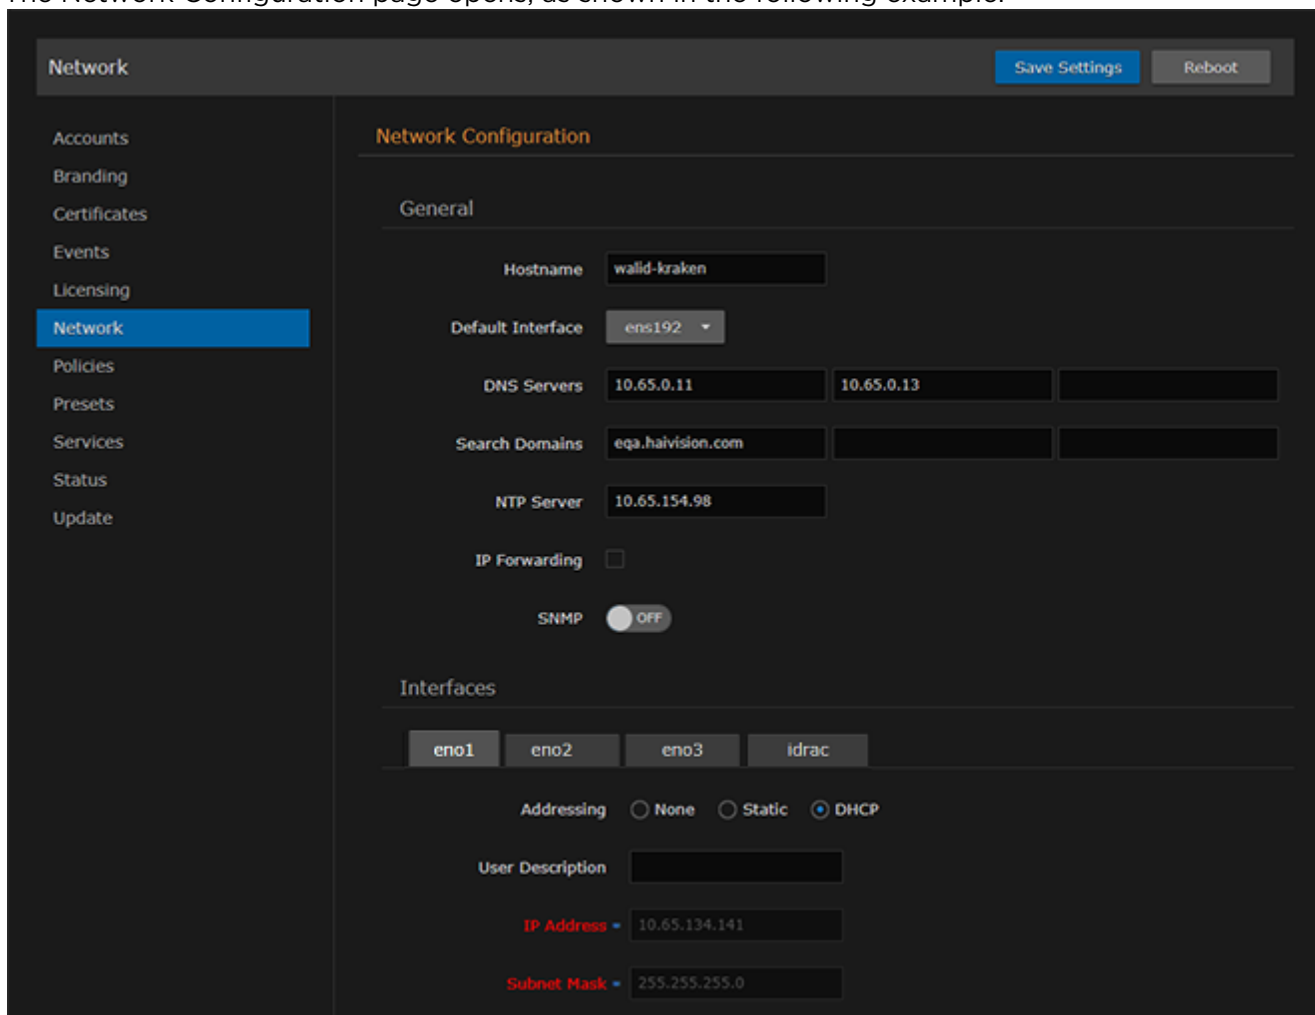 The Network Configuration page opens, as shown in the following example.
Network Save Settings Reboot
Accounts
Branding
Certificates
Events
Licensing
Network
Policies
Presets
Services
Status
Update
Network Configuration
General
Hostname walid-kraken
Default Interface ens192
DNS Servers 10.65.0.11 10.65.0.13
Search Domains eqa.haivision.com
NTP Server 10.65.154.98
IP Forwarding
SNMP OFF
Interfaces
eno1 eno2 eno3 idrac
Addressing None Static DHCP
User Description
IP Address 10.65.134.141
Subnet Mask 255.255.255.0